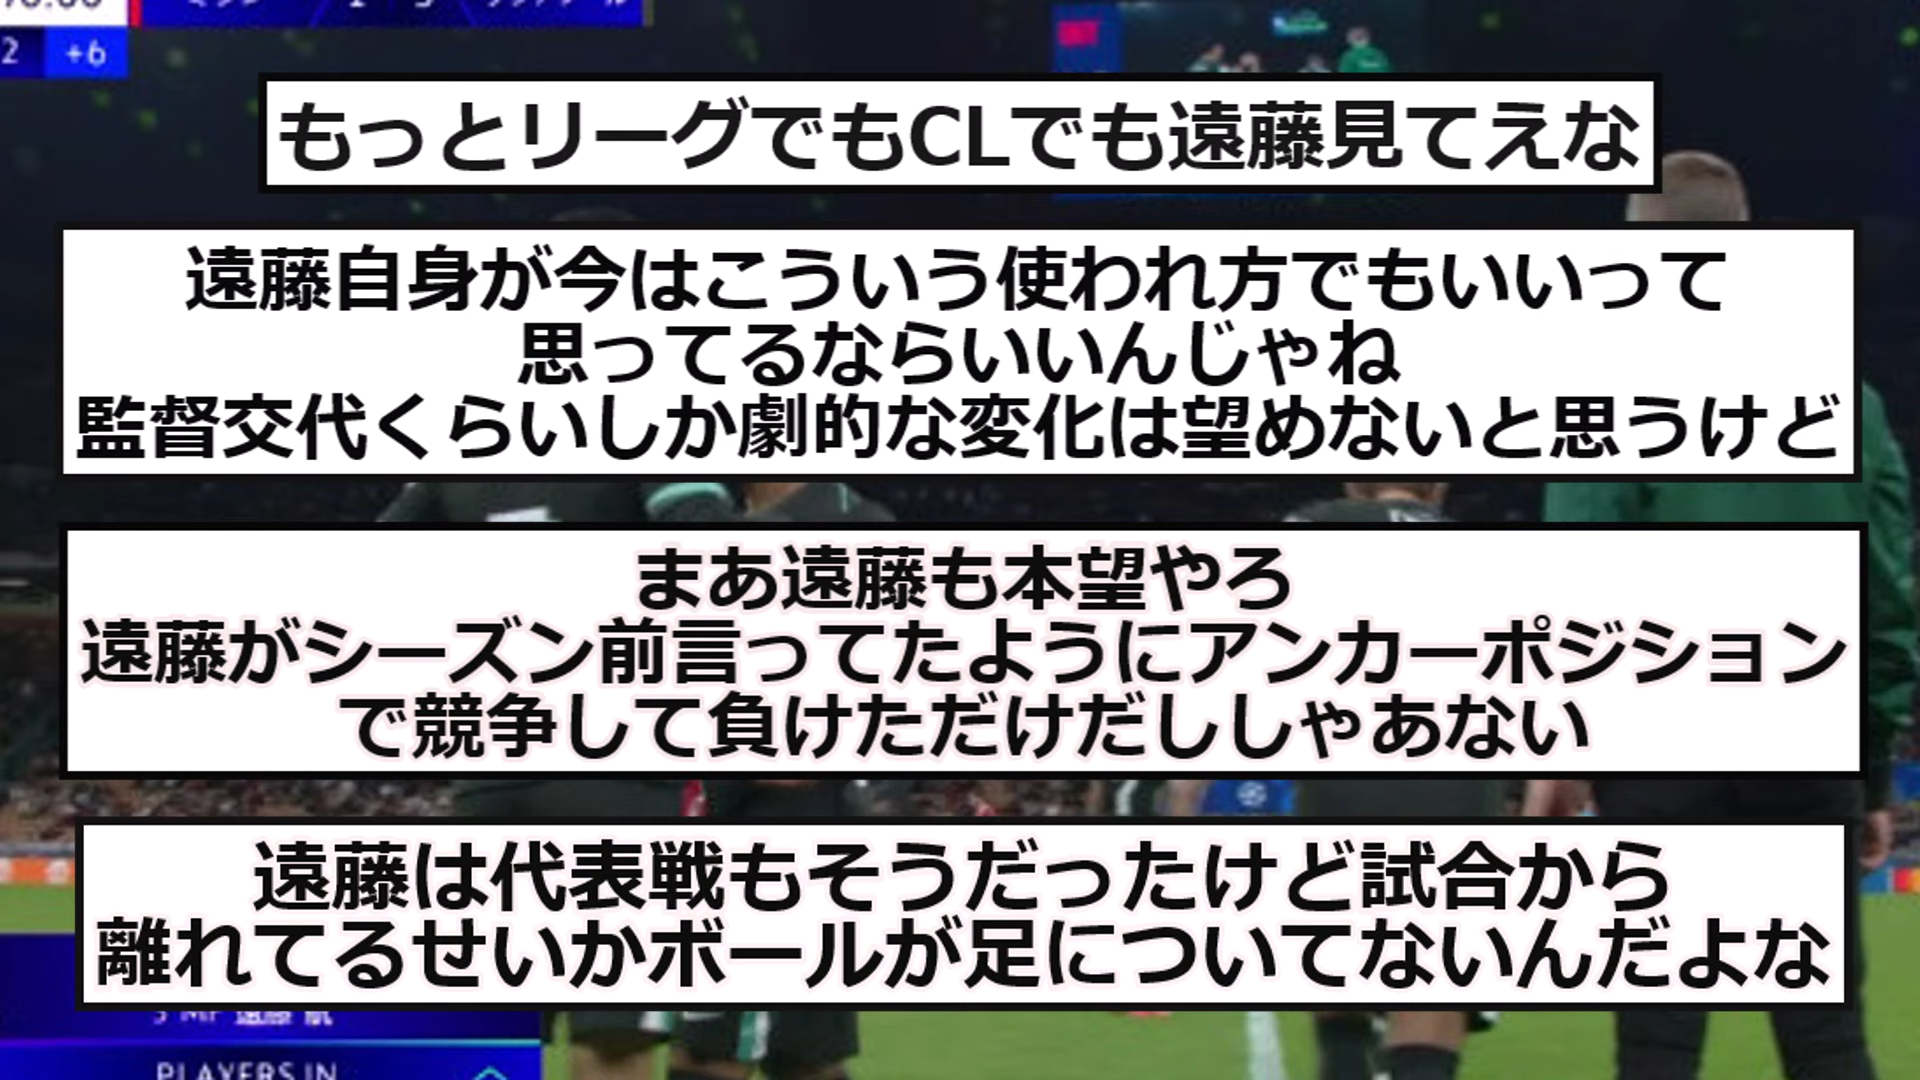 2 +6
もっとリーグでもCLでも遠藤見てえな
遠藤自身が今はこういう使われ方でもいいって
思ってるならいいんじゃね
監督交代くらいしか劇的な変化は望めないと思うけど
まあ遠藤も本望やろ
遠藤がシーズン前言ってたようにアンカーポジション
で競争して負けただけだししゃあない
遠藤は代表戦もそうだったけど試合から
離れてるせいかボールが足についてないんだよな
遠藤 航
PLAYERS IN